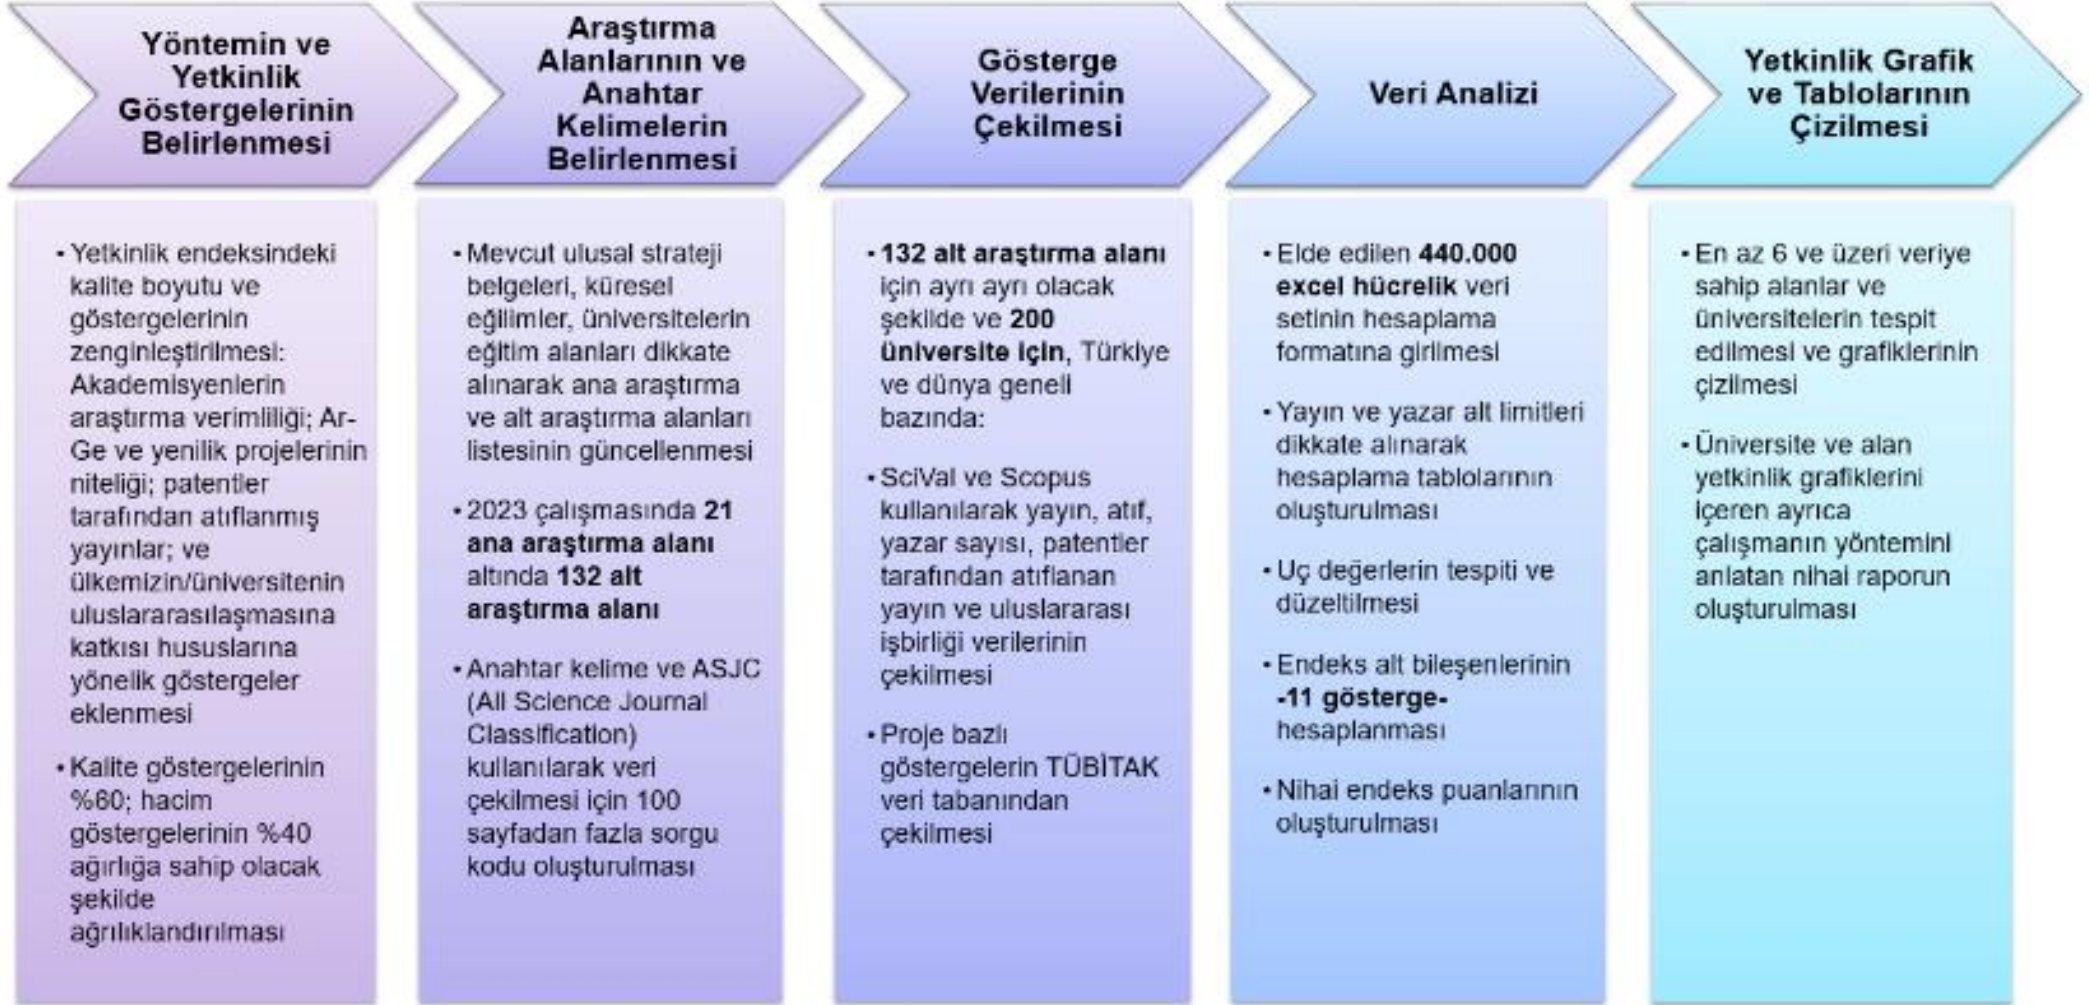 Yöntemin ve
Yetkinlik
Göstergelerinin
Belirlenmesi
• Yetkinlik endeksindeki
kalite boyutu ve
göstergelerinin
zenginleştirilmesi:
Akademisyenlerin
araştırma verimliliği; Ar-
Ge ve yenilik projelerinin
niteliği; patentler
tarafından atıflanmış
yayınlar; ve
ülkemizin/üniversitenin
uluslararasılaşmasına
katkısı hususlarına
yönelik göstergeler
eklenmesi
• Kalite göstergelerinin
%60; hacim
göstergelerinin %40
ağırlığa sahip olacak
şekilde
ağrılıklandırılması
Araştırma
Alanlarının ve
Anahtar
Kelimelerin
Belirlenmesi
• Mevcut ulusal strateji
belgeleri, küresel
eğilimler, üniversitelerin
eğitim alanları dikkate
alınarak ana araştırma
ve alt araştırma alanları
listesinin güncellenmesi
• 2023 çalışmasında 21
ana araştırma alanı
altında 132 alt
araştırma alanı
• Anahtar kelime ve ASJC
(All Science Journal
Classification)
kullanılarak veri
çekilmesi için 100
sayfadan fazla sorgu
kodu oluşturulması
Gösterge
Verilerinin
Çekilmesi
• 132 alt araştırma alanı
için ayrı ayrı olacak
şekilde ve 200
üniversite için, Türkiye
ve dünya geneli
bazında:
• SciVal ve Scopus
kullanılarak yayın, atıf,
yazar sayısı, patentler
tarafından atıflanan
yayın ve uluslararası
işbirliği verilerinin
çekilmesi
• Proje bazlı
göstergelerin TÜBİTAK
veri tabanından
çekilmesi
Veri Analizi
• Elde edilen 440.000
excel hücrelik veri
setinin hesaplama
formatına girilmesi
• Yayın ve yazar alt limitleri
dikkate alınarak
hesaplama tablolarının
oluşturulması
• Uç değerlerin tespiti ve
düzeltilmesi
• Endeks alt bileşenlerinin
-11 gösterge-
hesaplanması
• Nihai endeks puanlarının
oluşturulması
Yetkinlik Grafik
ve Tablolarının
Çizilmesi
• En az 6 ve üzeri veriye
sahip alanlar ve
üniversitelerin tespit
edilmesi ve grafiklerinin
çizilmesi
• Üniversite ve alan
yetkinlik grafiklerini
içeren ayrıca
çalışmanın yöntemini
anlatan nihai raporun
oluşturulması